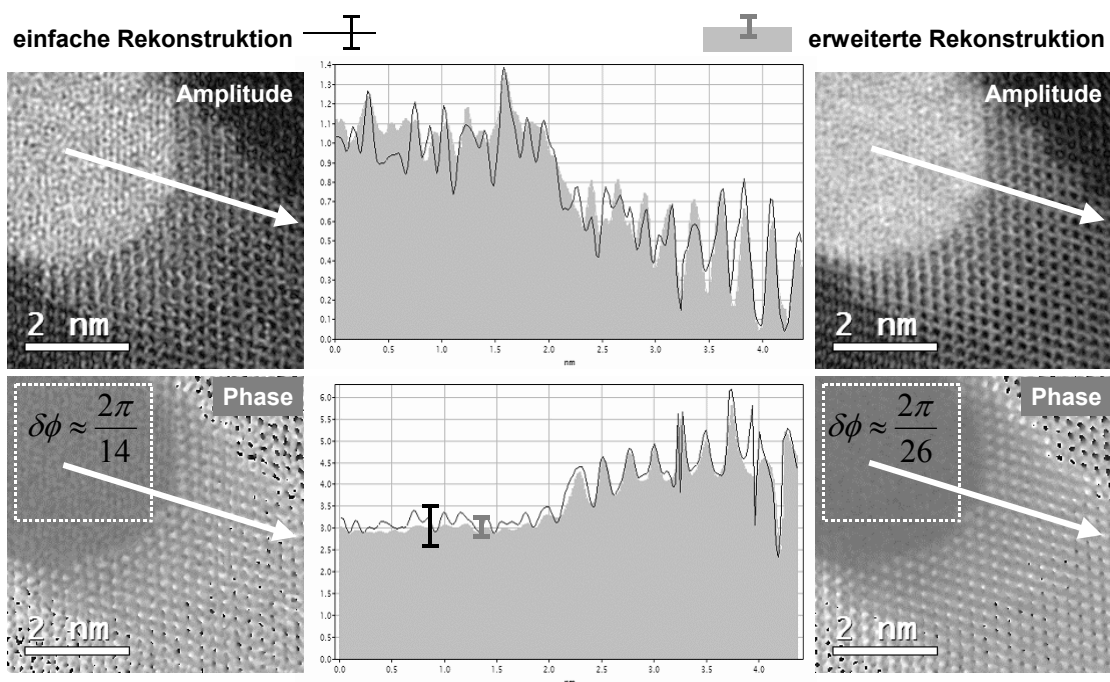 einfache Rekonstruktion
erweiterte Rekonstruktion
Amplitude
2 nm
1.4
1.3
1.2
1.1
1.0
0.9
0.8
0.7
0.6
0.5
0.4
0.3
0.2
0.1
0.0
0.0 0.5 1.0 1.5 2.0 2.5 3.0 3.5 4.0
nm
Amplitude
2 nm
Phase
δϕ ≈ 2π/14
2 nm
6.0
5.5
5.0
4.5
4.0
3.5
3.0
2.5
2.0
1.5
1.0
0.5
0.0
0.0 0.5 1.0 1.5 2.0 2.5 3.0 3.5 4.0
nm
Phase
δϕ ≈ 2π/26
2 nm